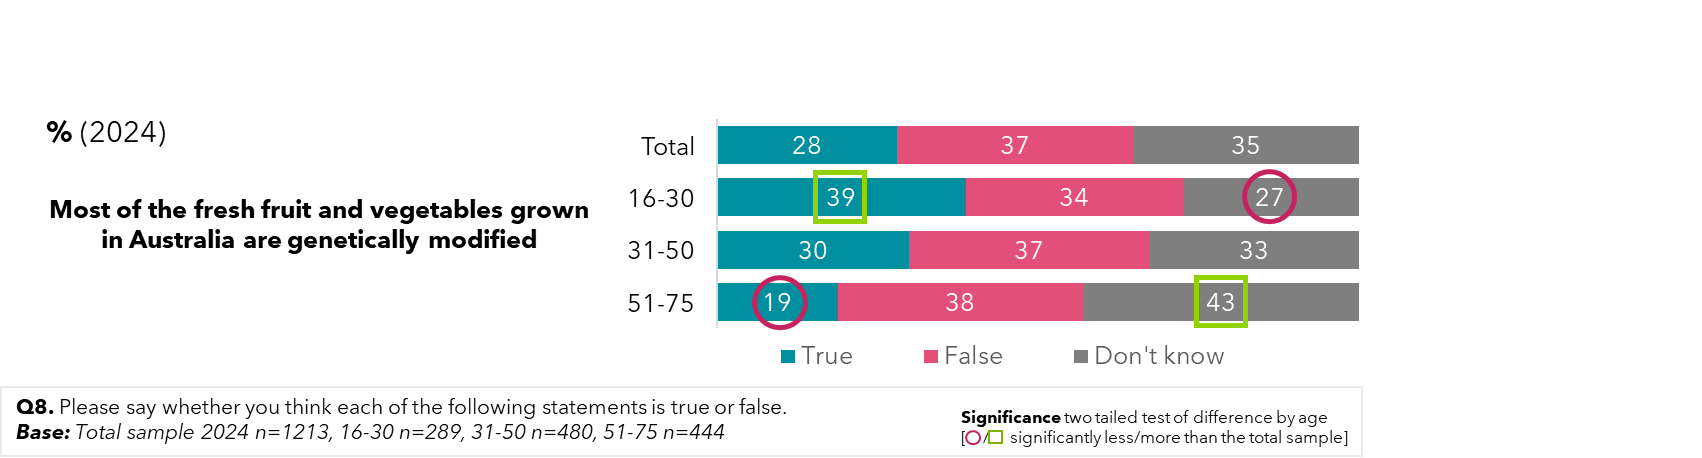 % (2024)
Most of the fresh fruit and vegetables grown
in Australia are genetically modified
Total 28 37 35
16-30 39 34 27
31-50 30 37 33
51-75 19 38 43
True False Don't know
Q8. Please say whether you think each of the following statements is true or false.
Base: Total sample 2024 n=1213, 16-30 n=289, 31-50 n=480, 51-75 n=444
Significance two tailed test of difference by age
[○/□ significantly less/more than the total sample]